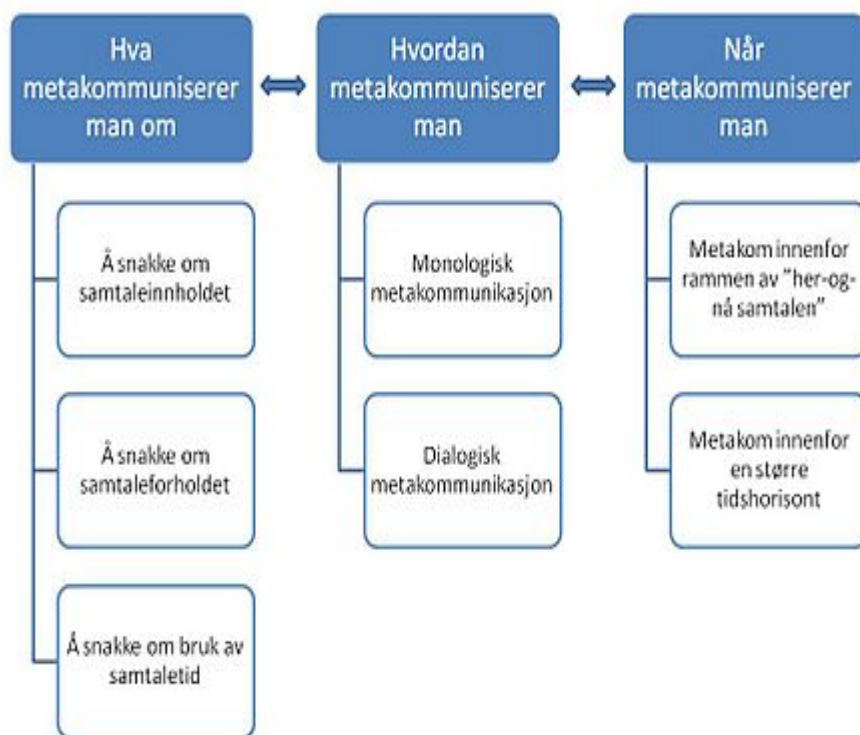 Hva
metakommuniserer
man om
Å snakke om
samtaleinnholdet
Å snakke om
samtaleforholdet
Å snakke om bruk av
samtaletid
Hvordan
metakommuniserer
man
Monologisk
metakommunikasjon
Dialogisk
metakommunikasjon
Når
metakommuniserer
man
Metakom innenfor
rammen av "her-og-
nå samtalen"
Metakom innenfor
en større
tidshorisont